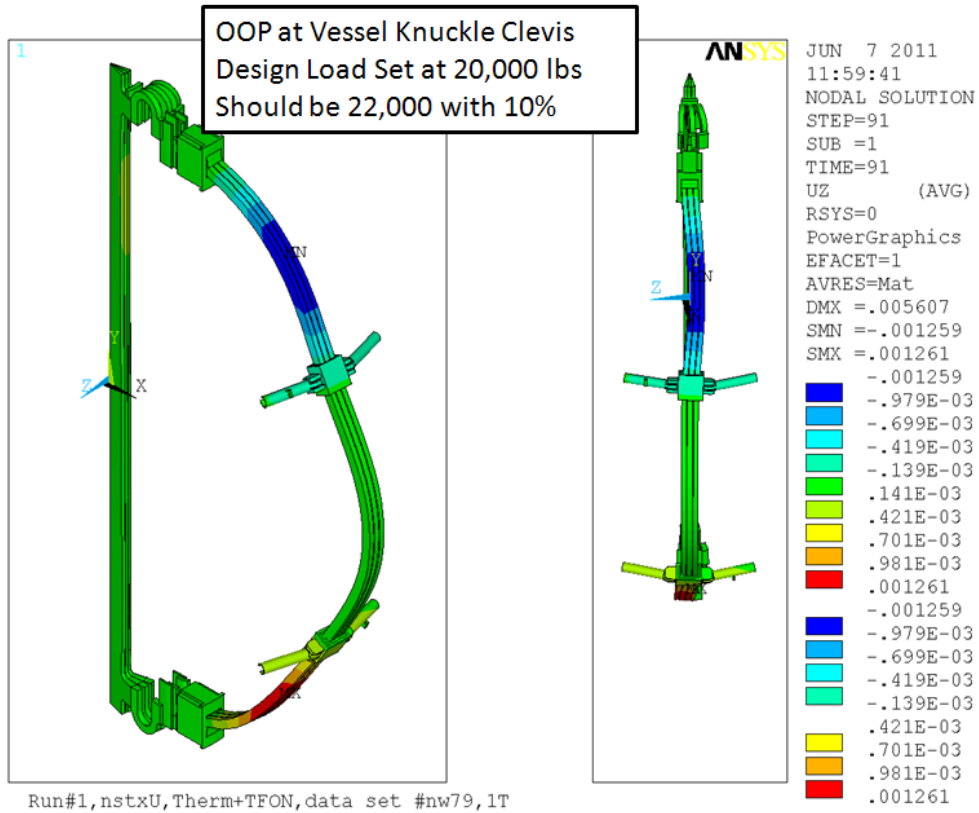 OOP at Vessel Knuckle Clevis
Design Load Set at 20,000 lbs
Should be 22,000 with 10%
1
ANSYS
JUN 7 2011
11:59:41
NODAL SOLUTION
STEP=91
SUB =1
TIME=91
UZ (AVG)
RSYS=0
PowerGraphics
EFACET=1
AVRES=Mat
DMX =.005607
SMN =-.001259
SMX =.001261
-.001259
-.979E-03
-.699E-03
-.419E-03
-.139E-03
.141E-03
.421E-03
.701E-03
.981E-03
.001261
-.001259
-.979E-03
-.699E-03
-.419E-03
-.139E-03
.421E-03
.701E-03
.981E-03
.001261
MN
Y
Z
X
MX
Y
Z
Run#1,nstxU,Therm+TFON,data set #nw79,1T